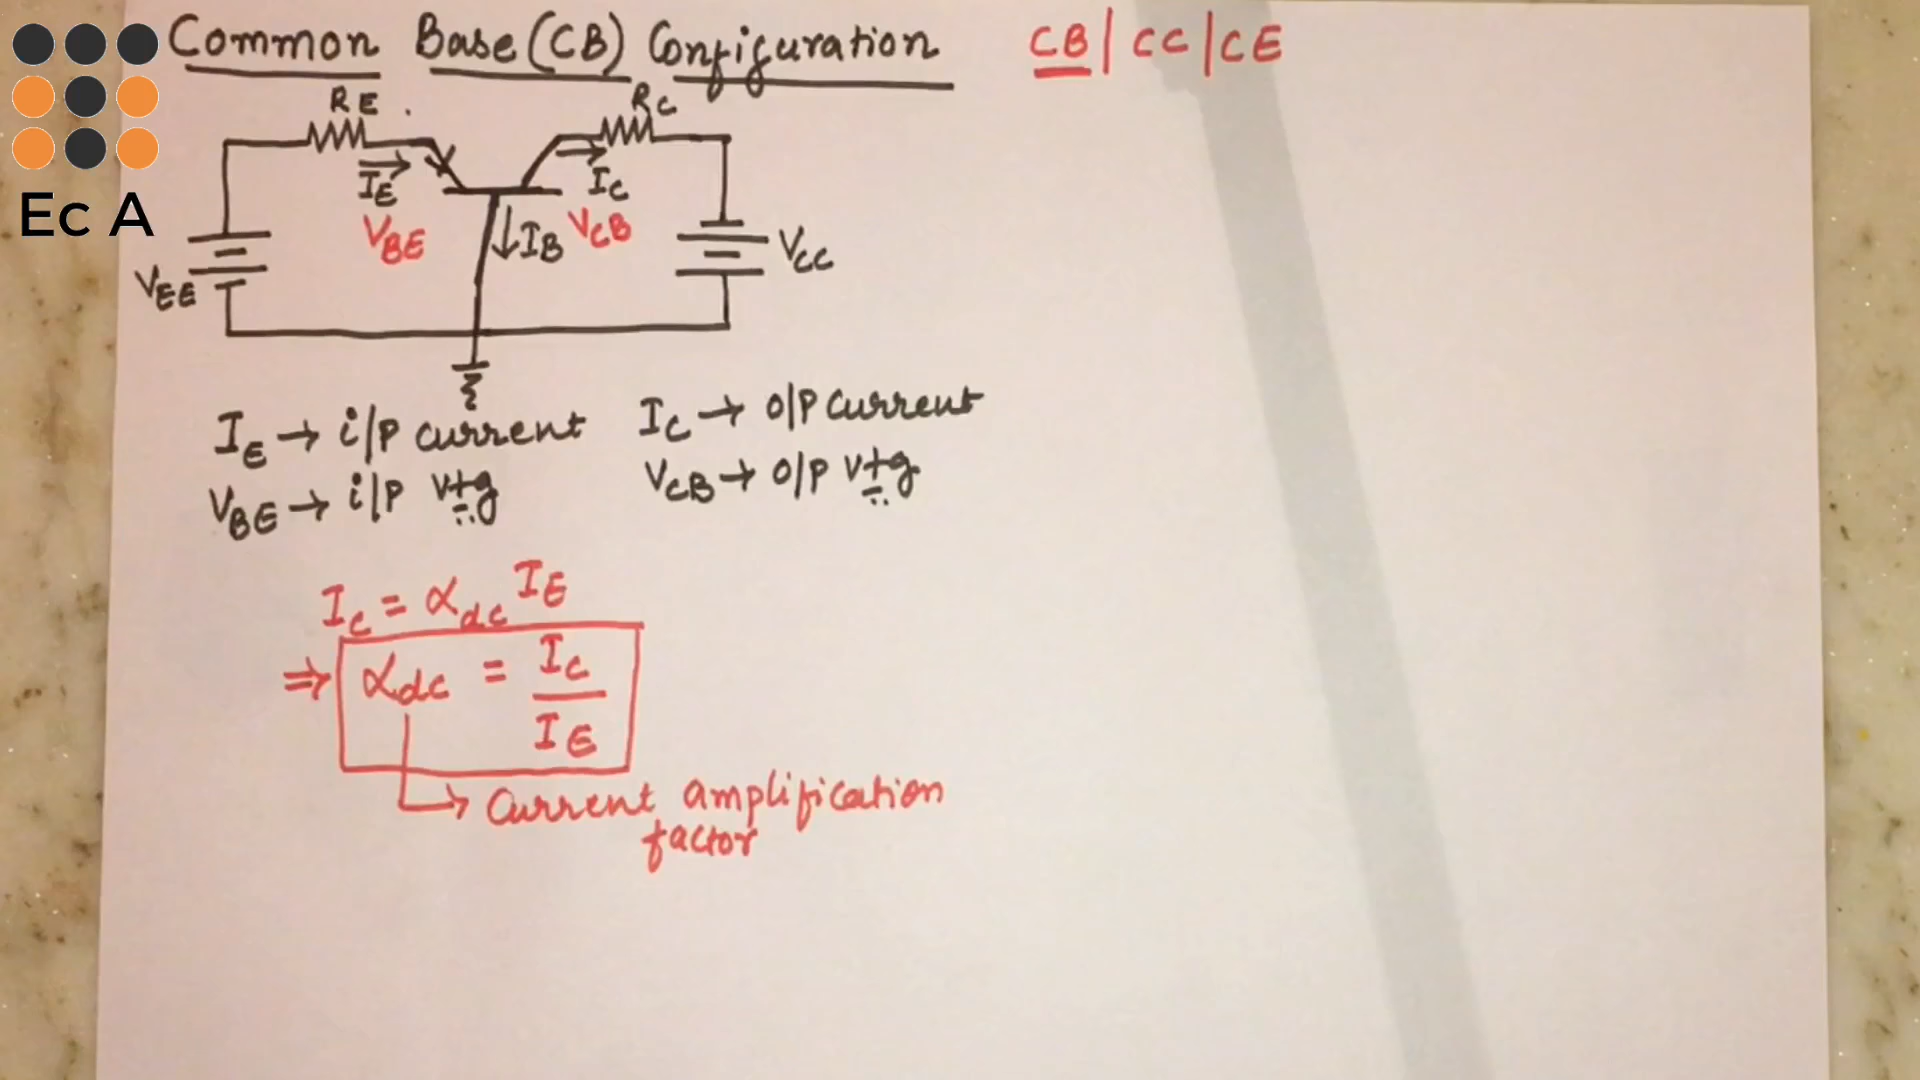 Common Base (CB) Configuration
CB | CC | CE
RE
RC
IE
IC
VBE
IB
VCB
VEE
VCC
Ec A
IE → i/p current
IC → o/p current
VBE → i/p vtg
VCB → o/p vtg
IC = αdc IE
⇒ αdc = IC / IE
→ Current amplification
factor